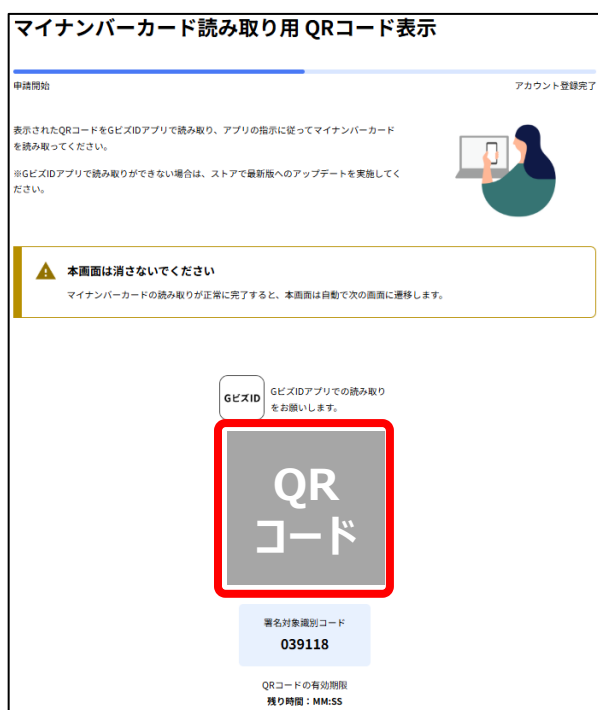 マイナンバーカード読み取り用 QRコード表示
申請開始
アカウント登録完了
表示されたQRコードをGビズIDアプリで読み取り、アプリの指示に従ってマイナンバーカード
を読み取ってください。
※GビズIDアプリで読み取りができない場合は、ストアで最新版へのアップデートを実施してく
ださい。
本画面は消さないでください
マイナンバーカードの読み取りが正常に完了すると、本画面は自動で次の画面に遷移します。
GビズID
GビズIDアプリでの読み取り
をお願いします。
QR
コード
署名対象識別コード
039118
QRコードの有効期限
残り時間：MM:SS